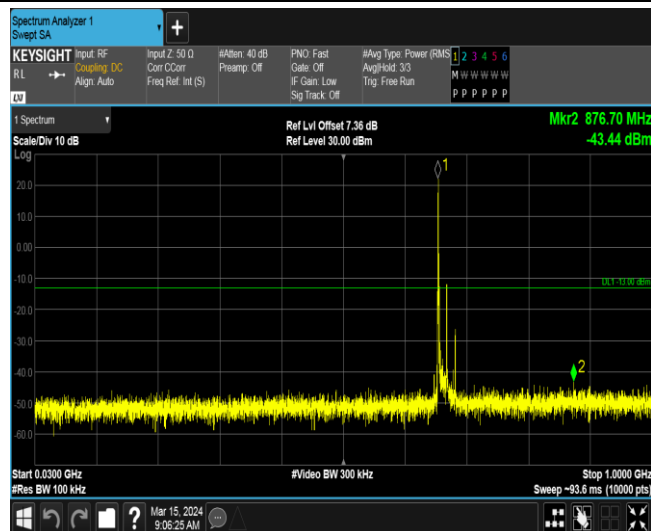 Spectrum Analyzer 1
Swept SA
+
KEYSIGHT Input: RF Input Z: 50 Ω #Atten: 40 dB PNO: Fast #Avg Type: Power (RMS 1 2 3 4 5 6
RL Coupling: DC Corr CCorr Preamp: Off Gate: Off Avg|Hold: 3/3 M W W W W W
Align: Auto Freq Ref: Int (S) IF Gain: Low Trig: Free Run
Sig Track: Off P P P P P P
LXI
1 Spectrum Ref Lvl Offset 7.36 dB Mkr2 876.70 MHz
Scale/Div 10 dB Ref Level 30.00 dBm -43.44 dBm
Log
1
20.0
10.0
0.00
-10.0
DL1 -13.00 dBm
-20.0
-30.0
-40.0
2
-50.0
-60.0
Start 0.0300 GHz #Video BW 300 kHz Stop 1.0000 GHz
#Res BW 100 kHz Sweep ~93.6 ms (10000 pts)
? Mar 15, 2024
9:06:25 AM